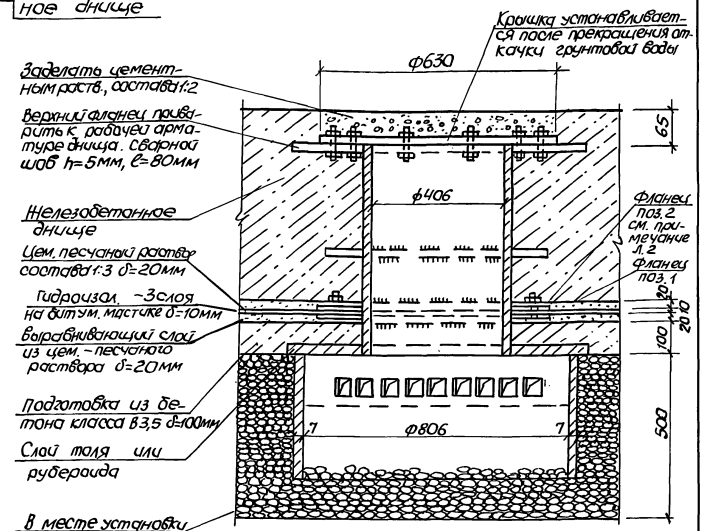 ное днище
Крышка устанавливает-
ся после прекращения от-
качки грунтовой воды
ф630
Заделать цемент-
ным раств., состава 1:2
Верхний фланец прива-
рить к рабочей арма-
туре днища. Сварной
шов h=5мм, ℓ=80мм
65
ф406
Железобетонное
днище
Цем. песчаный раствор
состава 1:3 δ=20мм
Гидроизол. -3 слоя
на битум. мастике δ=10мм
Выравнивающий слой
из цем. - песчаного
раствора δ=20мм
Фланец
поз. 2
см. при-
мечание
л. 2
Фланец
поз. 1
20
10
20
100
Подготовка из бе-
тона класса В3,5 δ=100мм
Слой толя или
рубероида
7
ф806
7
500
В месте установки